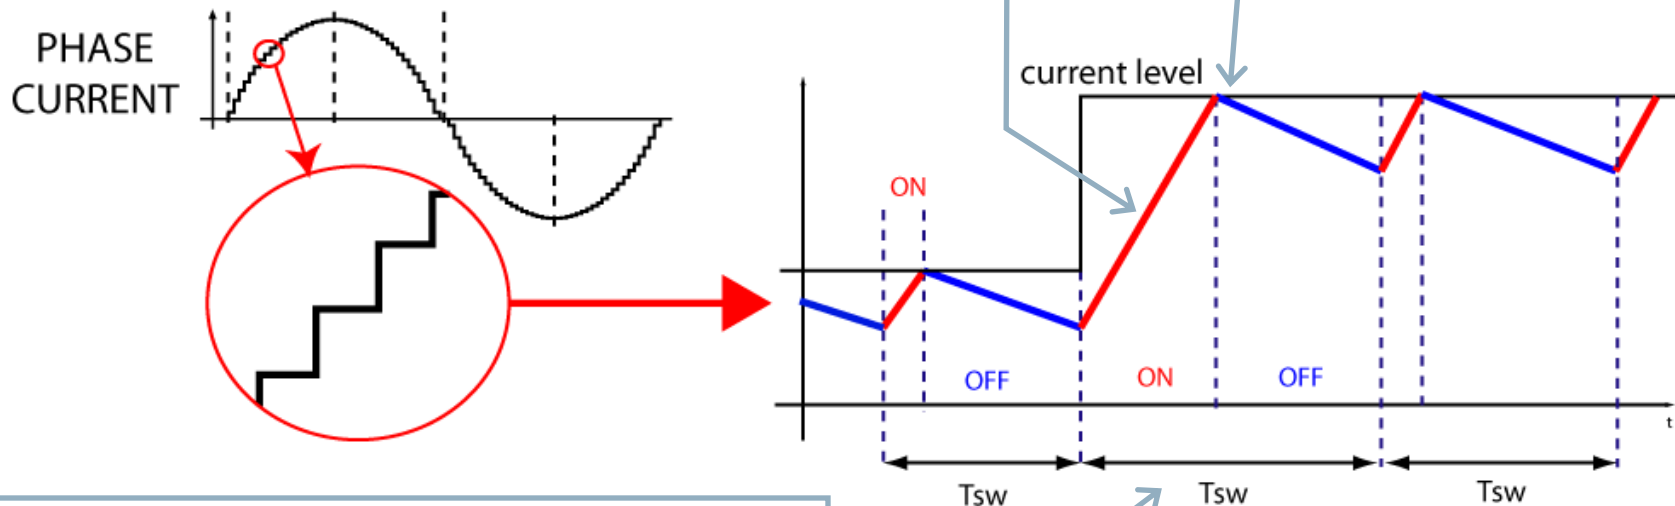 PHASE
CURRENT
current level
ON
OFF
ON
OFF
t
Tsw
Tsw
Tsw